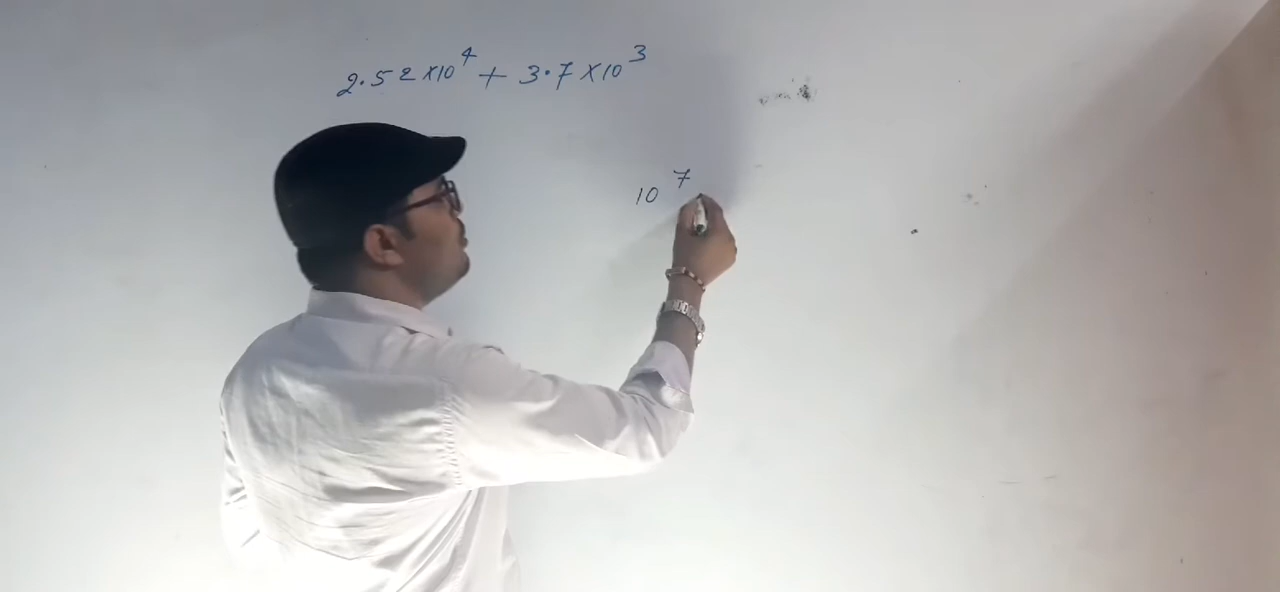 2.52 × 10⁴ + 3.7 × 10³
10⁷